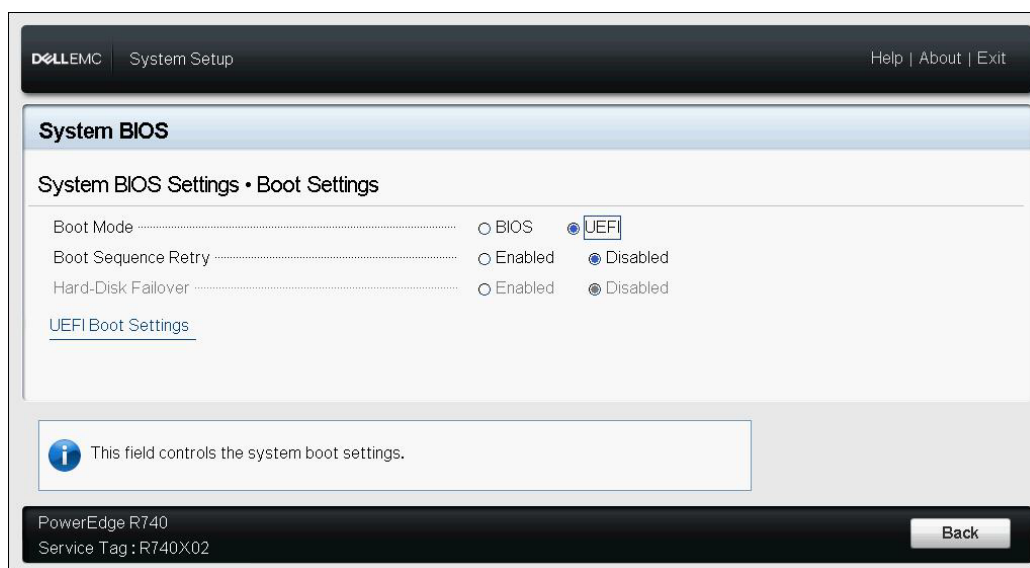 DELLEMC System Setup Help | About | Exit
System BIOS
System BIOS Settings • Boot Settings
Boot Mode BIOS UEFI
Boot Sequence Retry Enabled Disabled
Hard-Disk Failover Enabled Disabled
UEFI Boot Settings
This field controls the system boot settings.
PowerEdge R740
Service Tag : R740X02
Back